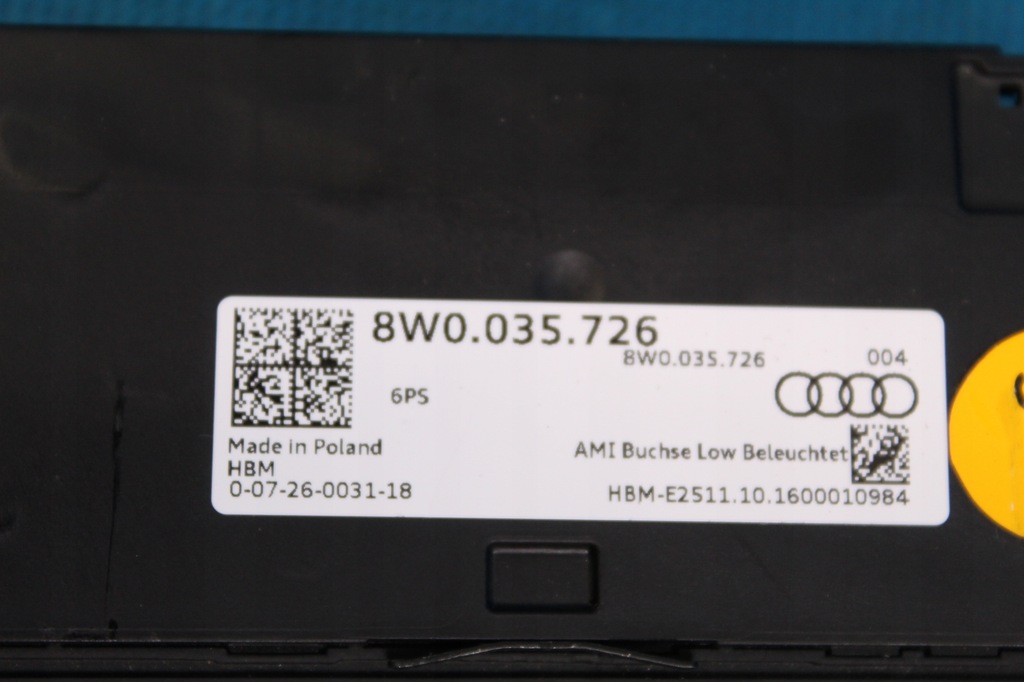 8W0.035.726
8W0.035.726 004
6PS
Made in Poland
AMI Buchse Low Beleuchtet
HBM
0-07-26-0031-18
HBM-E2511.10.1600010984